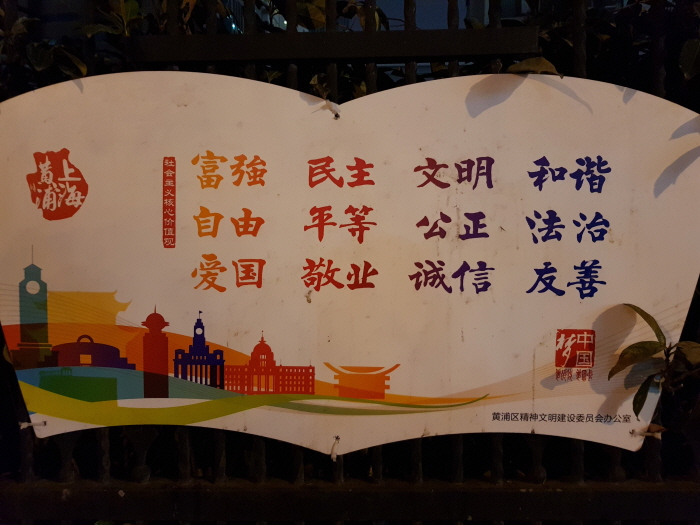 上海
黄浦
社会主义核心价值观
富強 民主 文明 和谐
自由 平等 公正 法治
爱国 敬业 诚信 友善
中国
梦
黄浦区精神文明建设委员会办公室